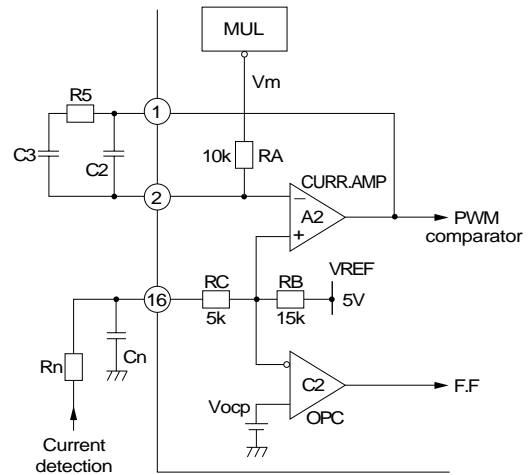 MUL
Vm
R5
1
C3
C2
10k
RA
CURR.AMP
2
−
A2
+
PWM
comparator
VREF
16
RC
RB
5V
5k
15k
Rn
Cn
C2
F.F
Vocp
OPC
Current
detection